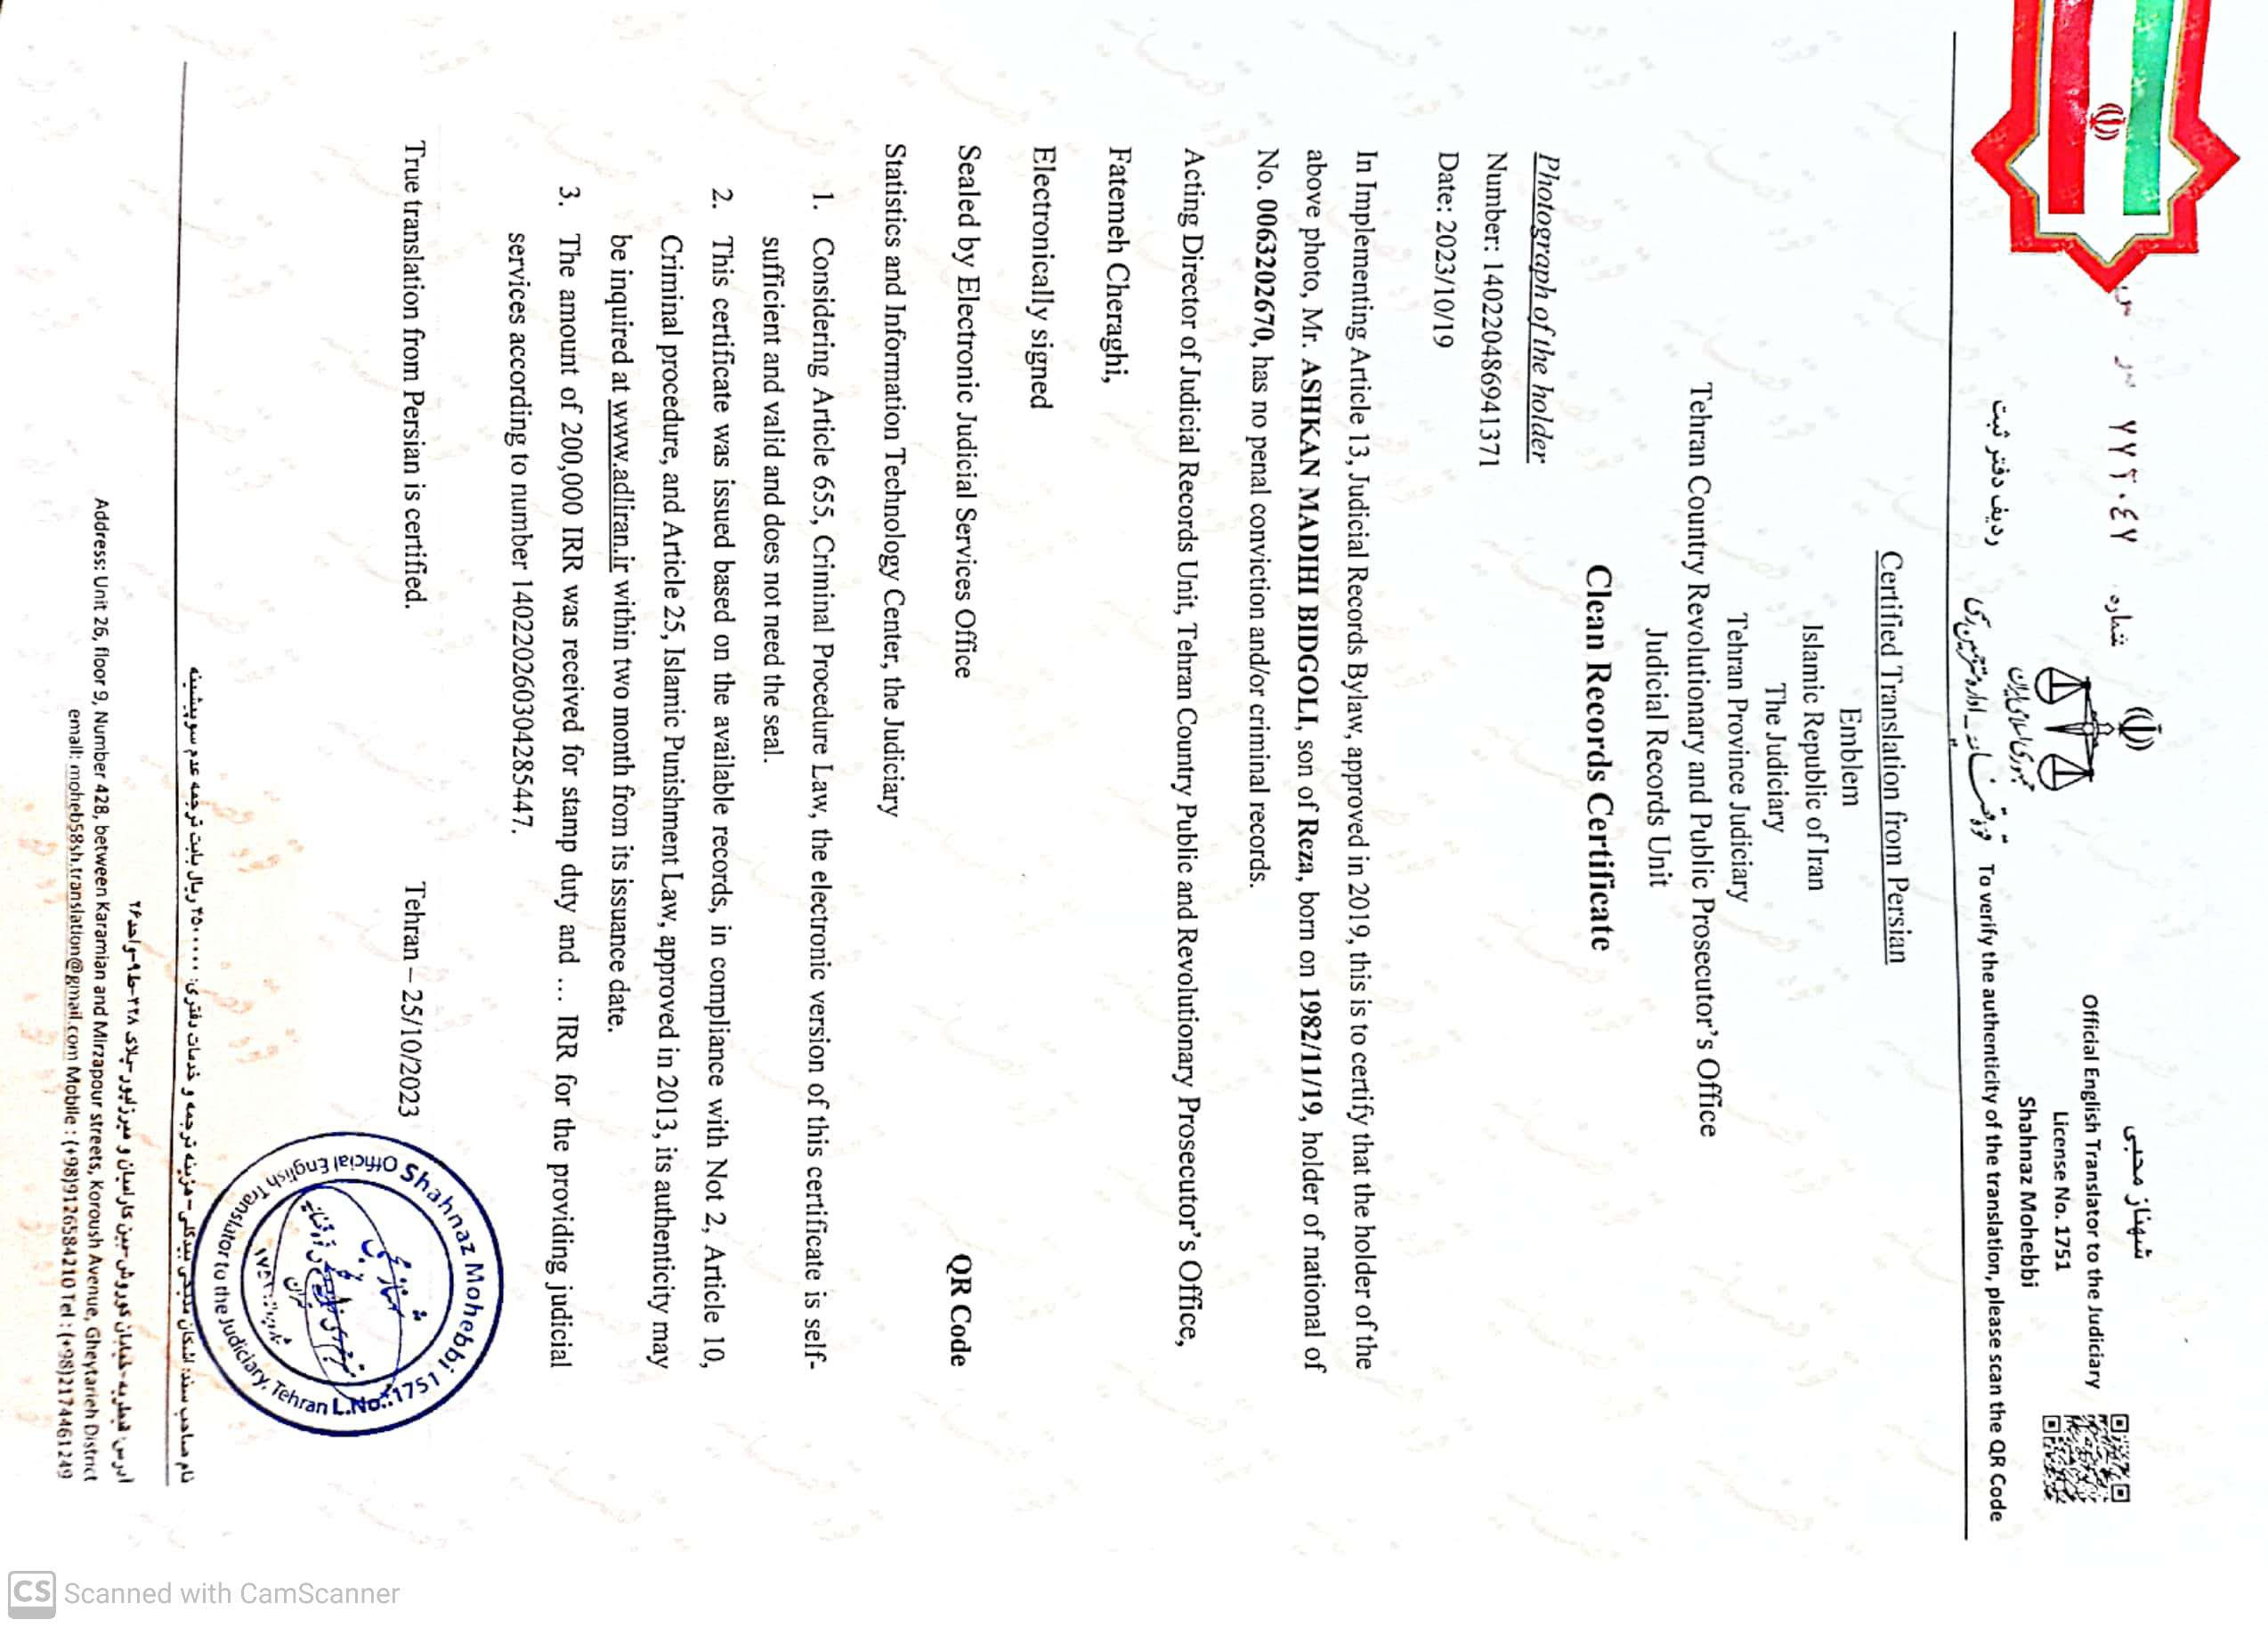 شماره ۷۷۲۰۴۷ س س
جمهوری اسلامی ایران
قوه قضائیه - اداره مترجمین رسمی
ردیف دفتر ثبت
شهناز محبی
Official English Translator to the Judiciary
License No. 1751
Shahnaz Mohebbi
To verify the authenticity of the translation, please scan the QR Code
Certified Translation from Persian
Emblem
Islamic Republic of Iran
The Judiciary
Tehran Province Judiciary
Tehran Country Revolutionary and Public Prosecutor's Office
Judicial Records Unit
Clean Records Certificate
Photograph of the holder
Number: 140220486941371
Date: 2023/10/19
In Implementing Article 13, Judicial Records Bylaw, approved in 2019, this is to certify that the holder of the
above photo, Mr. ASHKAN MADIHI BIDGOLI, son of Reza, born on 1982/11/19, holder of national of
No. 0063202670, has no penal conviction and/or criminal records.
Acting Director of Judicial Records Unit, Tehran Country Public and Revolutionary Prosecutor's Office,
Fatemeh Cheraghi,
Electronically signed
Sealed by Electronic Judicial Services Office
QR Code
Statistics and Information Technology Center, the Judiciary
1. Considering Article 655, Criminal Procedure Law, the electronic version of this certificate is self-
sufficient and valid and does not need the seal.
2. This certificate was issued based on the available records, in compliance with Not 2, Article 10,
Criminal procedure, and Article 25, Islamic Punishment Law, approved in 2013, its authenticity may
be inquired at www.adliran.ir within two month from its issuance date.
3. The amount of 200,000 IRR was received for stamp duty and ... IRR for the providing judicial
services according to number 140220260304285447.
True translation from Persian is certified.
Tehran – 25/10/2023
Shahnaz Mohebbi L.No.:1751
Official English Translator to the Judiciary, Tehran
شهناز محبی
مترجم رسمی قوه قضائیه
تهران
شماره پروانه: ۱۷۵۱
نام صاحب سند: اشکان مدیحی بیدگلی-هزینه ترجمه و خدمات دفتری: ریال بابت ترجمه عدم سوپیشینه
آدرس: قیطریه-خیابان کوروش-بین کارامیان و میرزاپور-پلاک ۴۲۸-ط۹-واحد۲۶
Address: Unit 26, floor 9, Number 428, between Karamian and Mirzapour streets, Koroush Avenue, Gheytarieh District
email: moheb58sh.translation@gmail.com Mobile : (+98)9126584210 Tel : (+98)2174461249
CS Scanned with CamScanner